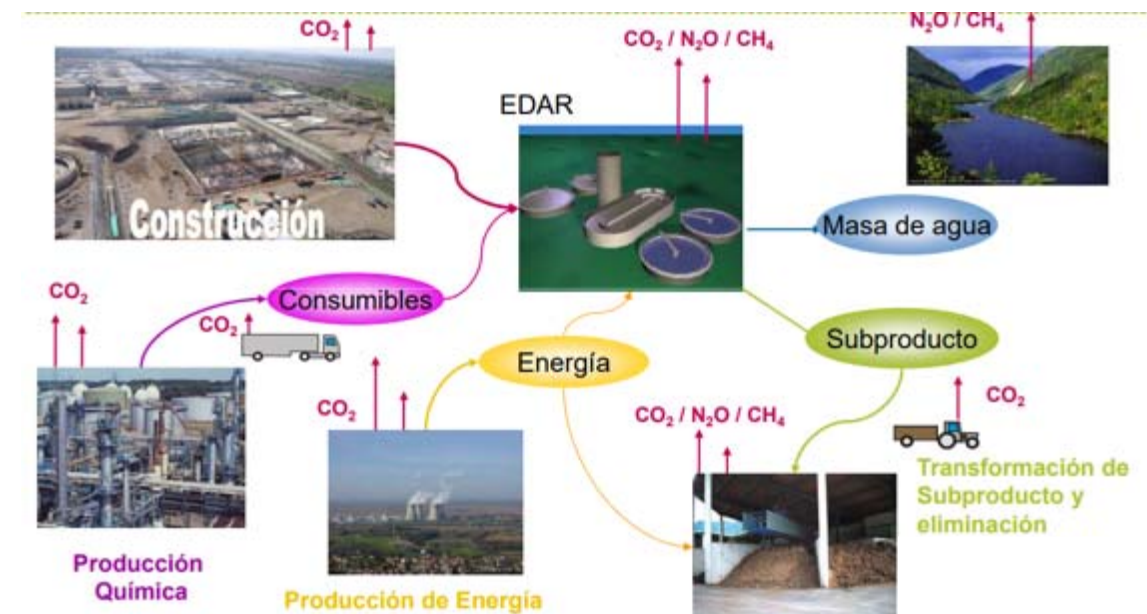 CO₂
CO₂ / N₂O / CH₄
N₂O / CH₄
EDAR
Construcción
Masa de agua
CO₂
Consumibles
CO₂
Subproducto
Energía
CO₂
CO₂ / N₂O / CH₄
CO₂
Transformación de
Subproducto y
eliminación
Producción
Química
Producción de Energía